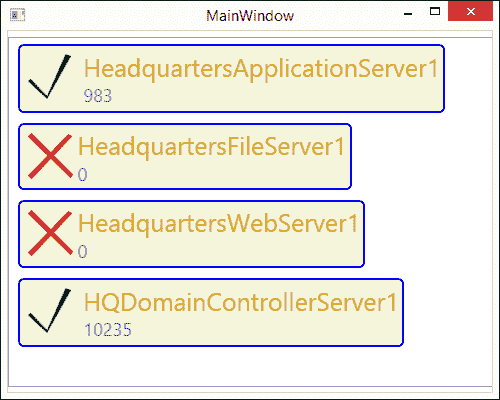 MainWindow
HeadquartersApplicationServer1
983
HeadquartersFileServer1
0
HeadquartersWebServer1
0
HQDomainControllerServer1
10235